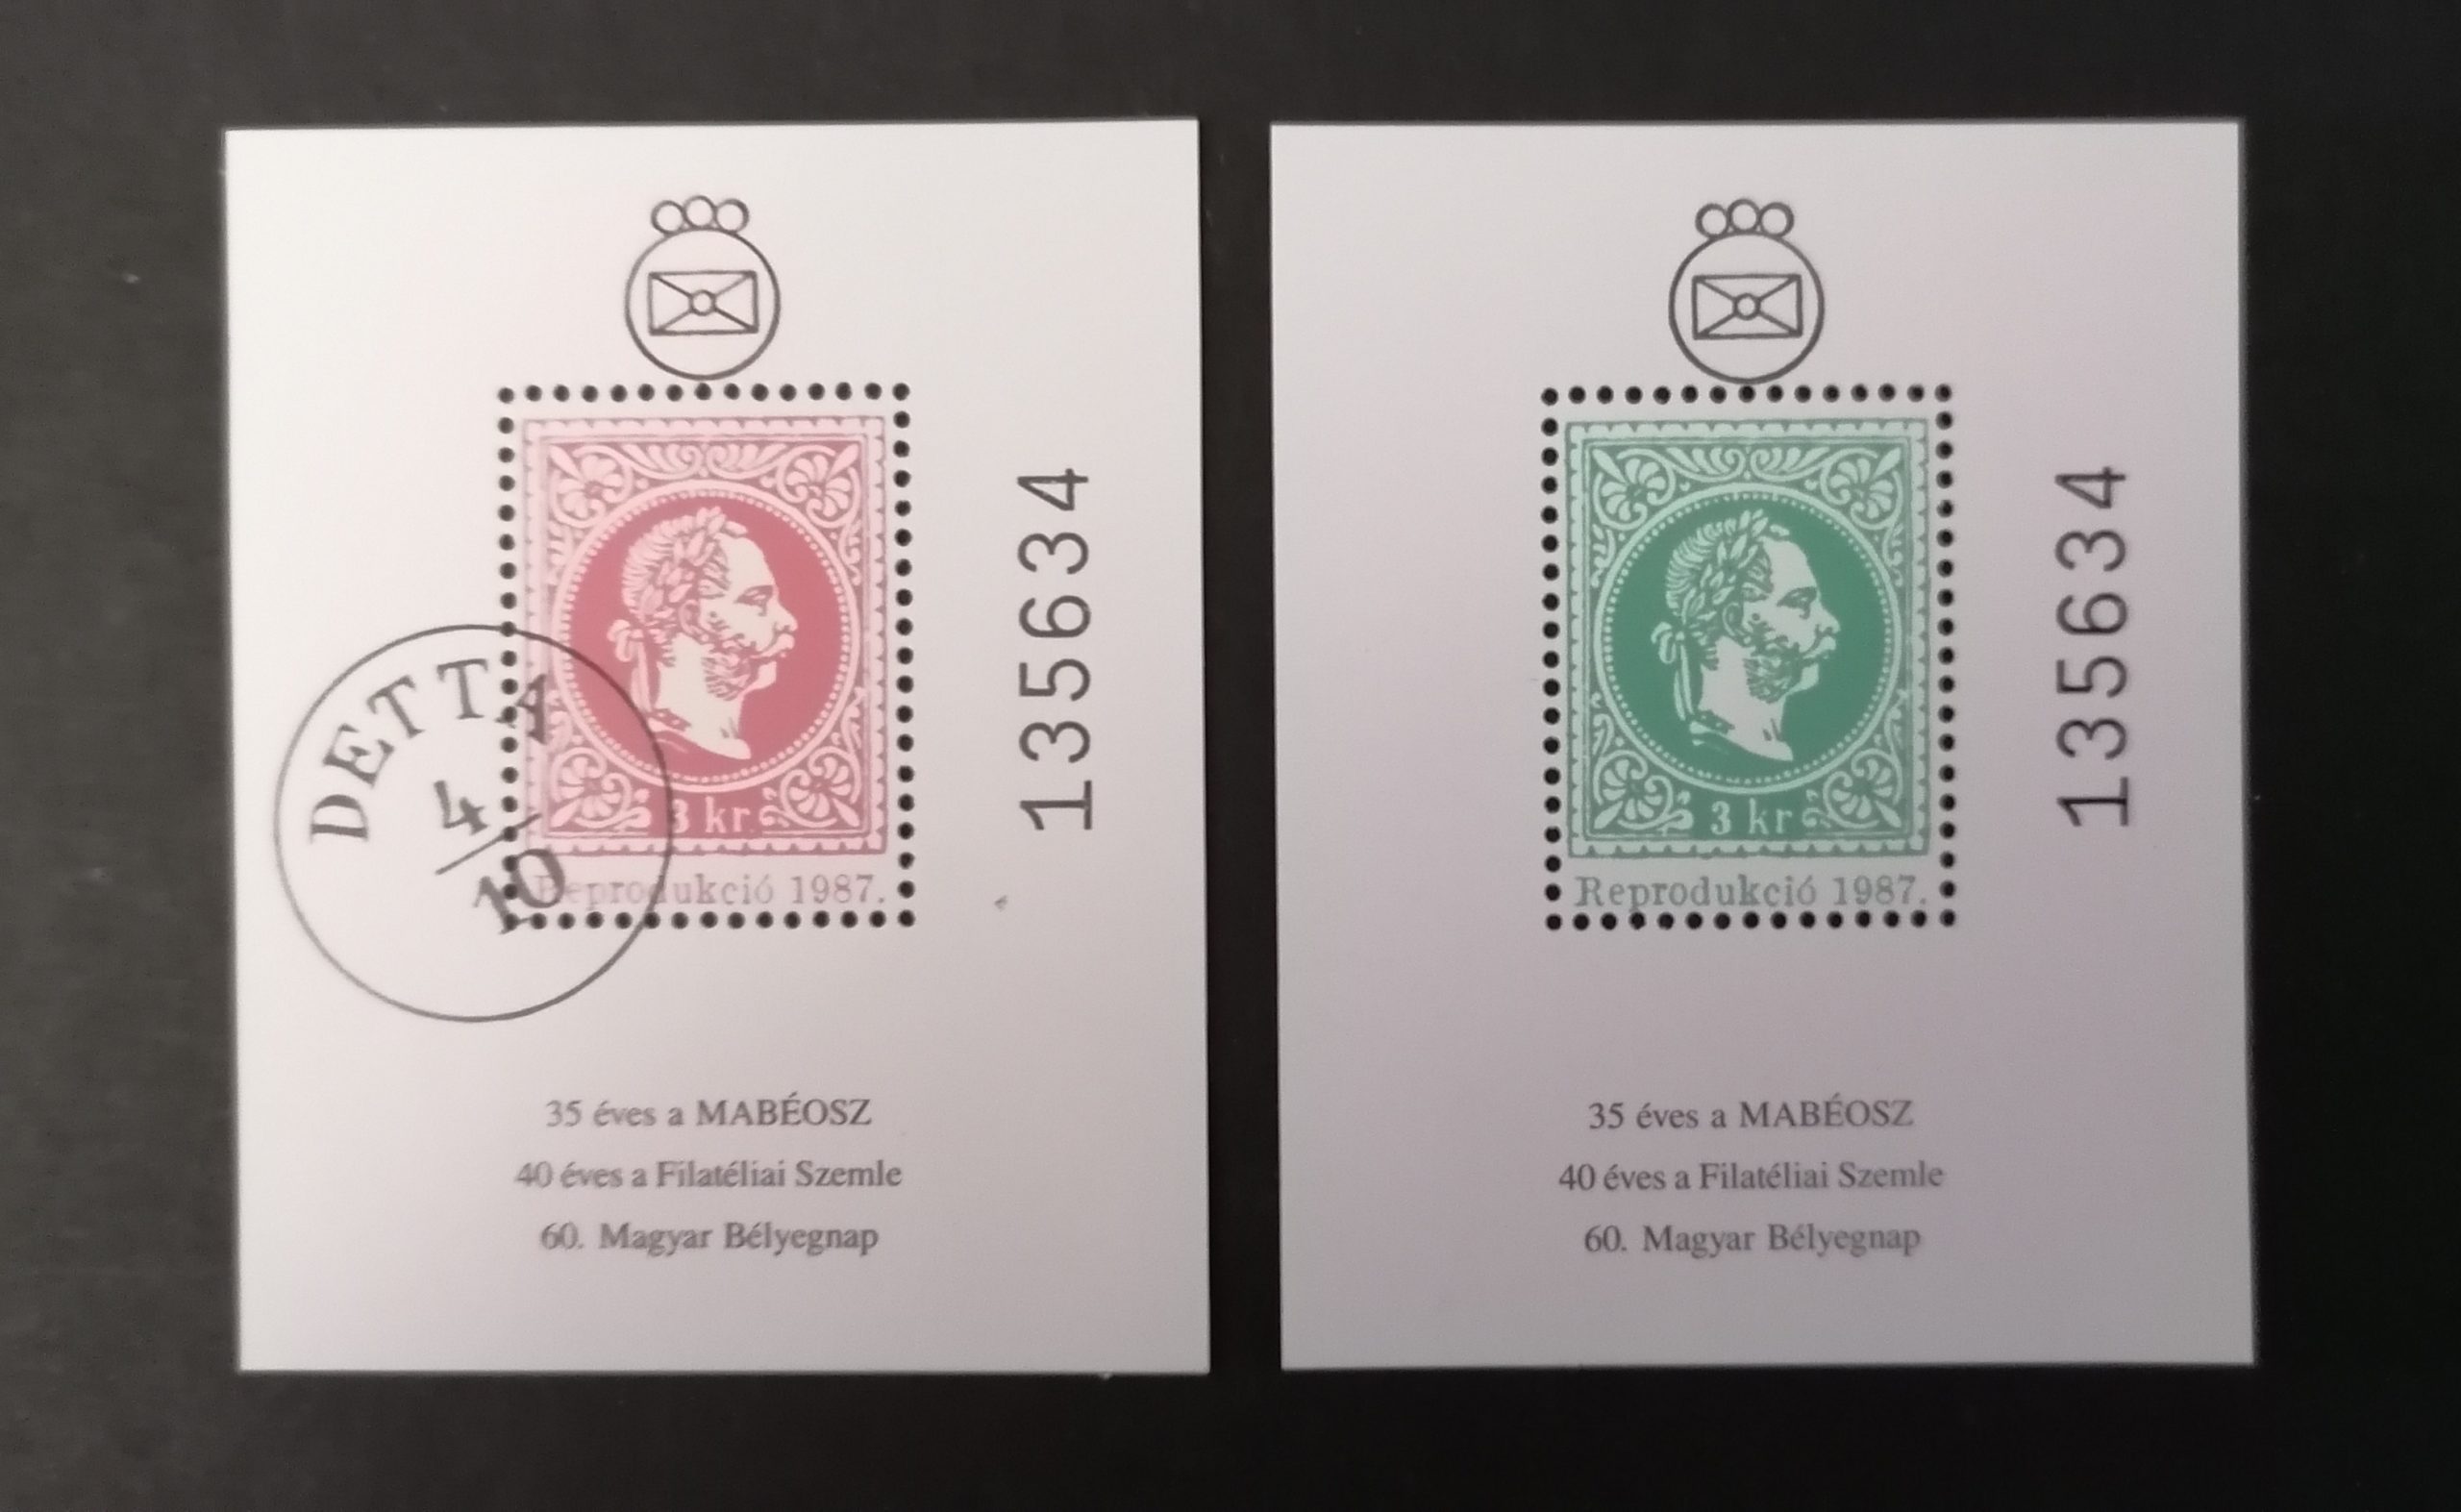 DETTA
4
10
3 kr
Reprodukció 1987.
135634
35 éves a MABÉOSZ
40 éves a Filatéliai Szemle
60. Magyar Bélyegnap
3 kr
Reprodukció 1987.
135634
35 éves a MABÉOSZ
40 éves a Filatéliai Szemle
60. Magyar Bélyegnap